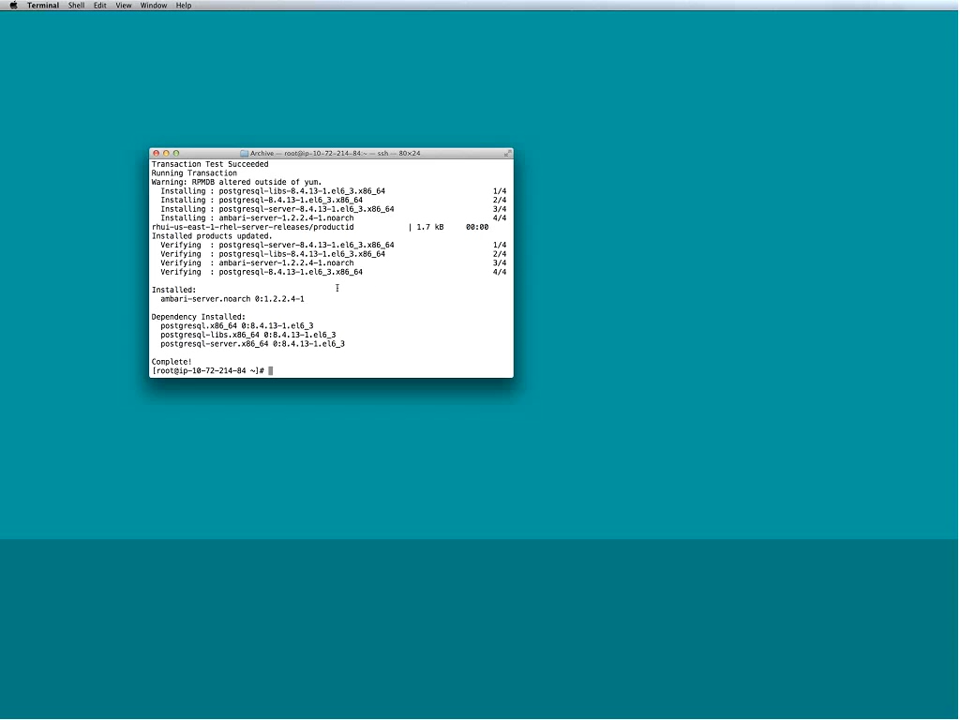 Terminal Shell Edit View Window Help
Archive — root@ip-10-72-214-84:~ — ssh — 80×24
Transaction Test Succeeded
Running Transaction
Warning: RPMDB altered outside of yum.
  Installing : postgresql-libs-8.4.13-1.el6_3.x86_64 1/4
  Installing : postgresql-8.4.13-1.el6_3.x86_64 2/4
  Installing : postgresql-server-8.4.13-1.el6_3.x86_64 3/4
  Installing : ambari-server-1.2.2.4-1.noarch 4/4
rhui-us-east-1-rhel-server-releases/productid | 1.7 kB 00:00
Installed products updated.
  Verifying : postgresql-server-8.4.13-1.el6_3.x86_64 1/4
  Verifying : postgresql-libs-8.4.13-1.el6_3.x86_64 2/4
  Verifying : ambari-server-1.2.2.4-1.noarch 3/4
  Verifying : postgresql-8.4.13-1.el6_3.x86_64 4/4
Installed:
  ambari-server.noarch 0:1.2.2.4-1
Dependency Installed:
  postgresql.x86_64 0:8.4.13-1.el6_3
  postgresql-libs.x86_64 0:8.4.13-1.el6_3
  postgresql-server.x86_64 0:8.4.13-1.el6_3
Complete!
[root@ip-10-72-214-84 ~]#